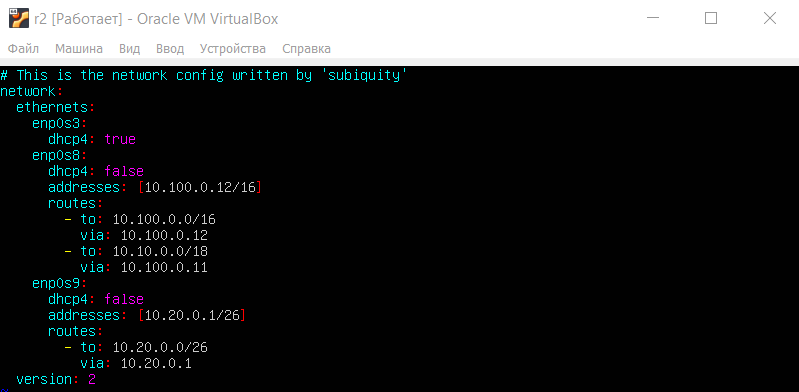 r2 [Работает] - Oracle VM VirtualBox
Файл Машина Вид Ввод Устройства Справка
# This is the network config written by 'subiquity'
network:
  ethernets:
    enp0s3:
      dhcp4: true
    enp0s8:
      dhcp4: false
      addresses: [10.100.0.12/16]
      routes:
        - to: 10.100.0.0/16
          via: 10.100.0.12
        - to: 10.10.0.0/18
          via: 10.100.0.11
    enp0s9:
      dhcp4: false
      addresses: [10.20.0.1/26]
      routes:
        - to: 10.20.0.0/26
          via: 10.20.0.1
  version: 2